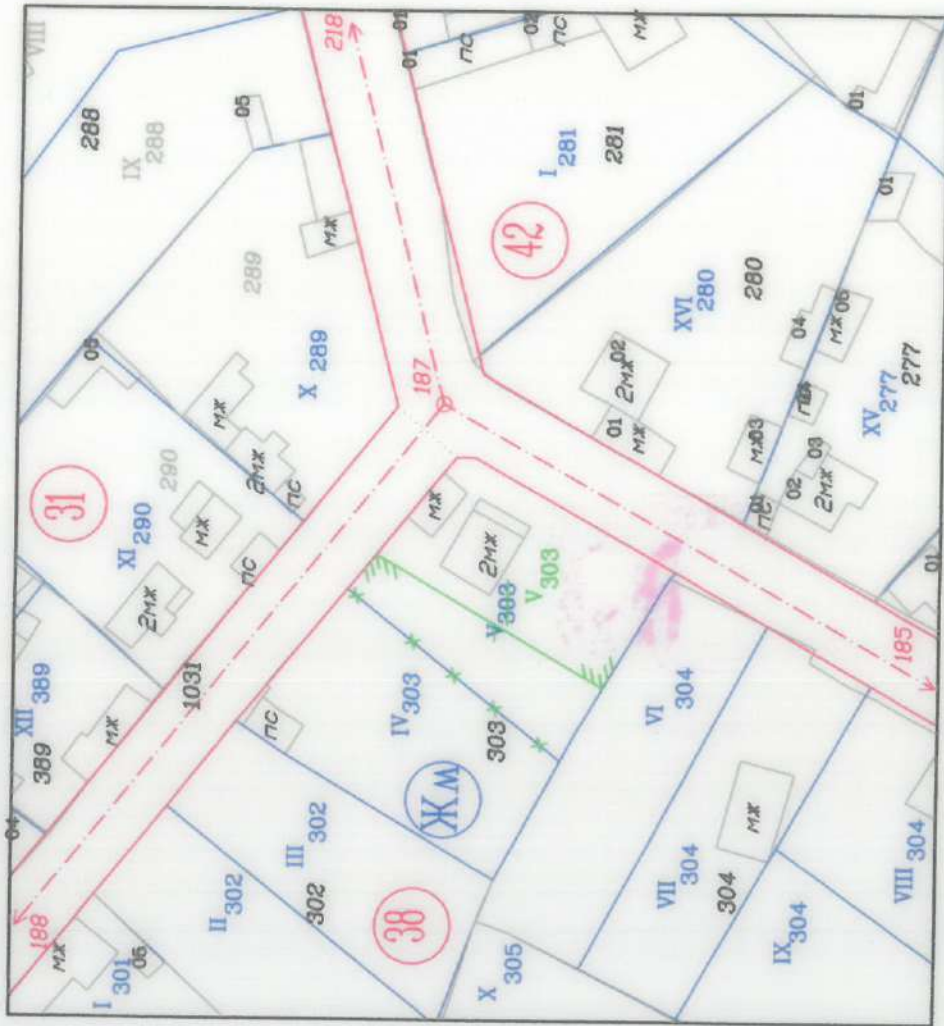 VIII
288
IX 288
05
218
01
01
ПС
02
ПС
МЖ
I 281
281
01
42
289
МЖ
X 289
187
05
МЖ
2МЖ
ПС
31
290
XI 290
МЖ
ПС
2МЖ
XVI 280
280
01
04
МЖ
05
02
2МЖ
01
МЖ
МЖ
03
XV 277
277
03
02
2МЖ
01
ПС
01
МЖ
2МЖ
V 303
V 303
XII 389
389
МЖ
1031
ПС
IV 303
303
Жм
185
VI 304
04
III 302
302
II 302
38
188
МЖ
05
I 301
X 305
VII 304
304
МЖ
IX 304
VIII 304